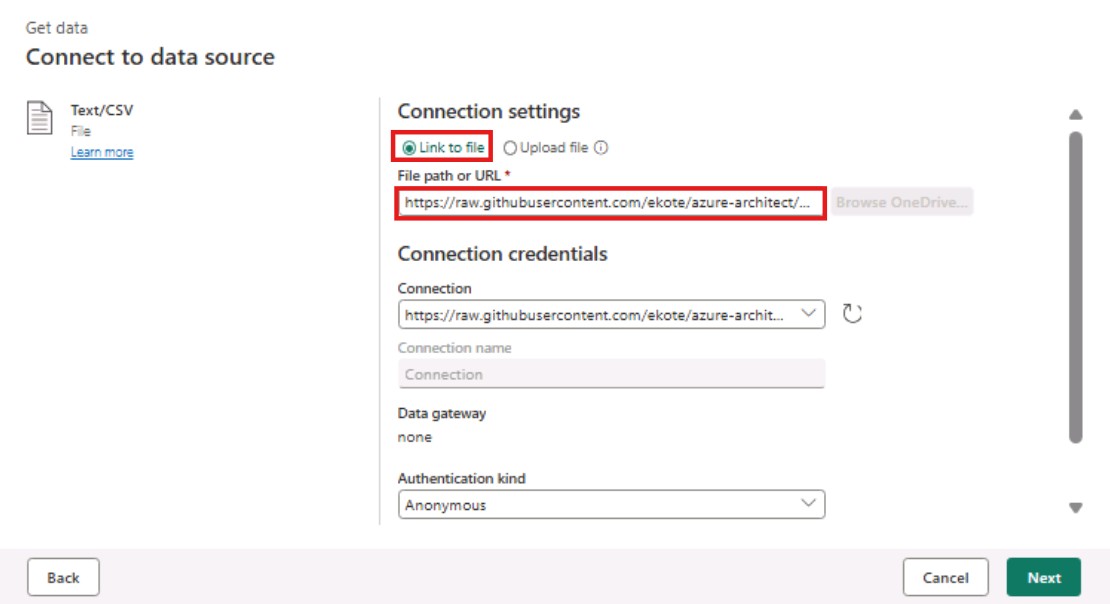 Get data
Connect to data source
Text/CSV
File
Learn more
Connection settings
Link to file Upload file
File path or URL *
https://raw.githubusercontent.com/ekote/azure-architect/... Browse OneDrive...
Connection credentials
Connection
https://raw.githubusercontent.com/ekote/azure-archit...
Connection name
Connection
Data gateway
none
Authentication kind
Anonymous
Back Cancel Next